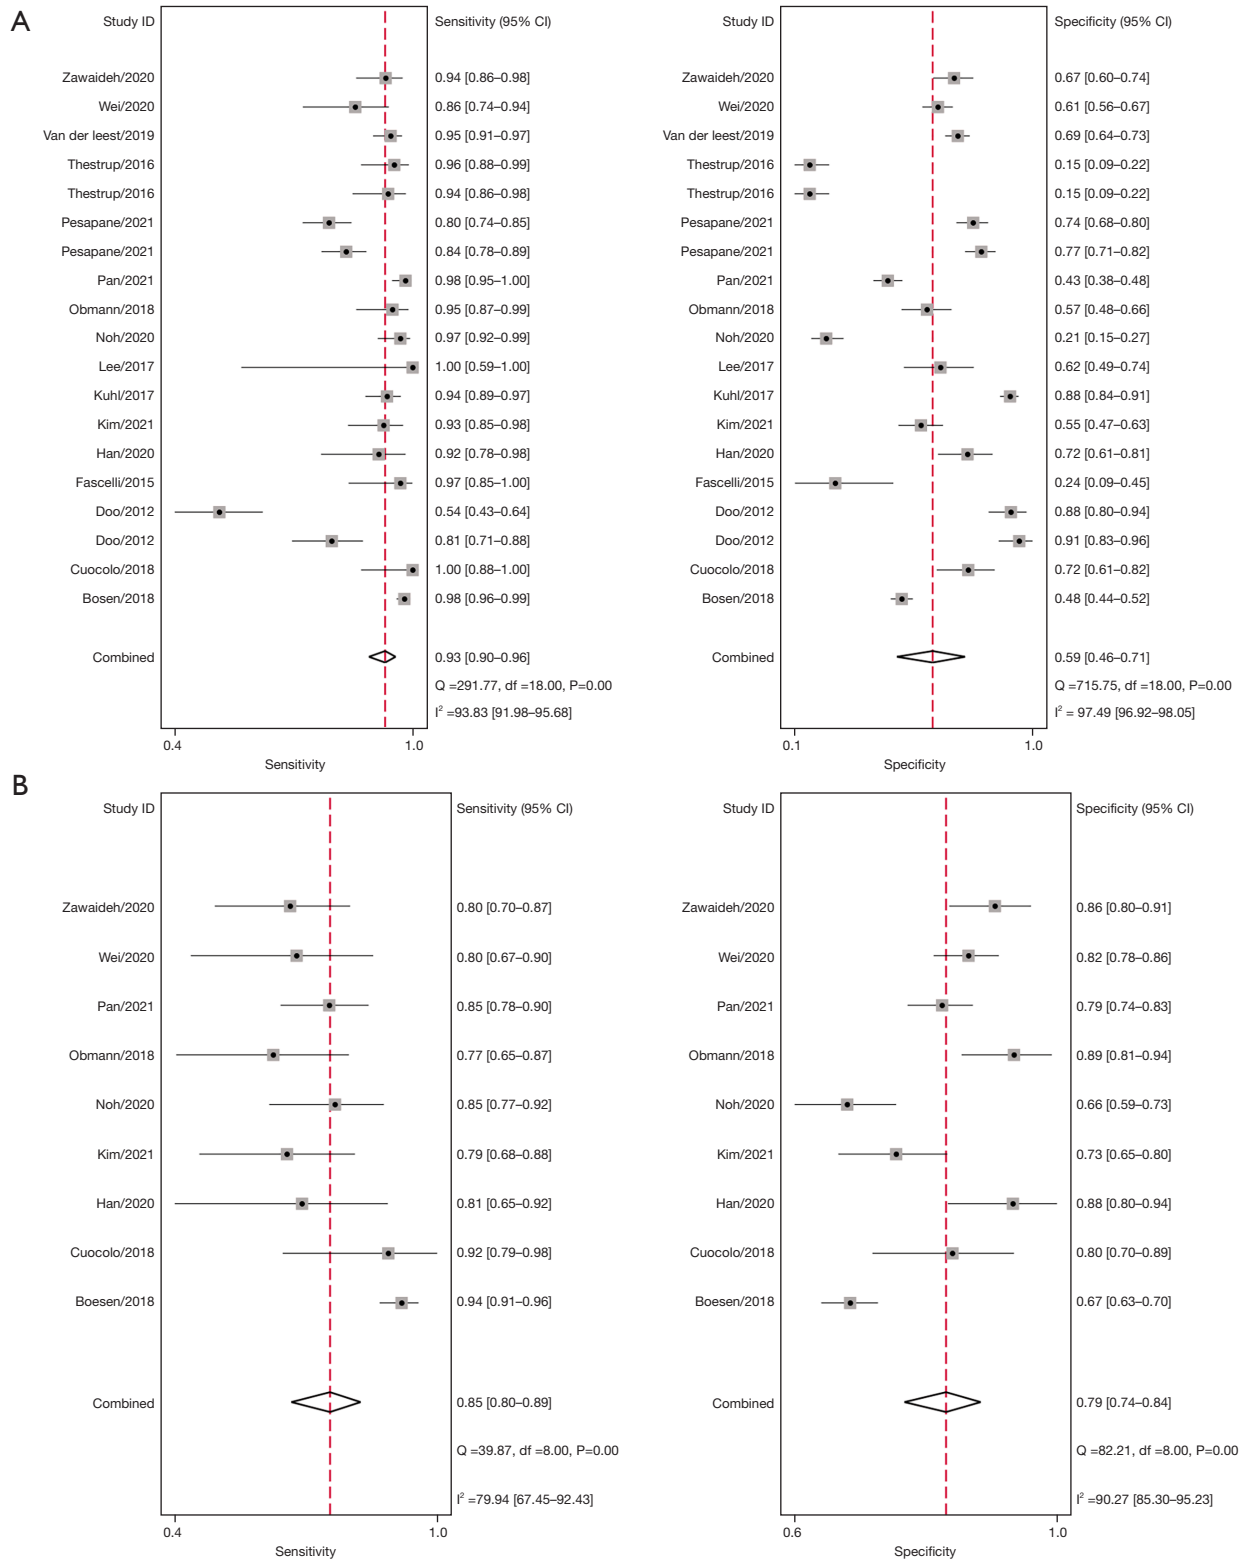 A
Study ID Sensitivity (95% CI)
Zawaideh/2020 0.94 [0.86–0.98]
Wei/2020 0.86 [0.74–0.94]
Van der leest/2019 0.95 [0.91–0.97]
Thestrup/2016 0.96 [0.88–0.99]
Thestrup/2016 0.94 [0.86–0.98]
Pesapane/2021 0.80 [0.74–0.85]
Pesapane/2021 0.84 [0.78–0.89]
Pan/2021 0.98 [0.95–1.00]
Obmann/2018 0.95 [0.87–0.99]
Noh/2020 0.97 [0.92–0.99]
Lee/2017 1.00 [0.59–1.00]
Kuhl/2017 0.94 [0.89–0.97]
Kim/2021 0.93 [0.85–0.98]
Han/2020 0.92 [0.78–0.98]
Fascelli/2015 0.97 [0.85–1.00]
Doo/2012 0.54 [0.43–0.64]
Doo/2012 0.81 [0.71–0.88]
Cuocolo/2018 1.00 [0.88–1.00]
Bosen/2018 0.98 [0.96–0.99]
Combined 0.93 [0.90–0.96]
Q =291.77, df =18.00, P=0.00
I² =93.83 [91.98–95.68]
0.4 1.0
Sensitivity
Study ID Specificity (95% CI)
Zawaideh/2020 0.67 [0.60–0.74]
Wei/2020 0.61 [0.56–0.67]
Van der leest/2019 0.69 [0.64–0.73]
Thestrup/2016 0.15 [0.09–0.22]
Thestrup/2016 0.15 [0.09–0.22]
Pesapane/2021 0.74 [0.68–0.80]
Pesapane/2021 0.77 [0.71–0.82]
Pan/2021 0.43 [0.38–0.48]
Obmann/2018 0.57 [0.48–0.66]
Noh/2020 0.21 [0.15–0.27]
Lee/2017 0.62 [0.49–0.74]
Kuhl/2017 0.88 [0.84–0.91]
Kim/2021 0.55 [0.47–0.63]
Han/2020 0.72 [0.61–0.81]
Fascelli/2015 0.24 [0.09–0.45]
Doo/2012 0.88 [0.80–0.94]
Doo/2012 0.91 [0.83–0.96]
Cuocolo/2018 0.72 [0.61–0.82]
Bosen/2018 0.48 [0.44–0.52]
Combined 0.59 [0.46–0.71]
Q =715.75, df =18.00, P=0.00
I² = 97.49 [96.92–98.05]
0.1 1.0
Specificity
B
Study ID Sensitivity (95% CI)
Zawaideh/2020 0.80 [0.70–0.87]
Wei/2020 0.80 [0.67–0.90]
Pan/2021 0.85 [0.78–0.90]
Obmann/2018 0.77 [0.65–0.87]
Noh/2020 0.85 [0.77–0.92]
Kim/2021 0.79 [0.68–0.88]
Han/2020 0.81 [0.65–0.92]
Cuocolo/2018 0.92 [0.79–0.98]
Boesen/2018 0.94 [0.91–0.96]
Combined 0.85 [0.80–0.89]
Q =39.87, df =8.00, P=0.00
I² =79.94 [67.45–92.43]
0.4 1.0
Sensitivity
Study ID Specificity (95% CI)
Zawaideh/2020 0.86 [0.80–0.91]
Wei/2020 0.82 [0.78–0.86]
Pan/2021 0.79 [0.74–0.83]
Obmann/2018 0.89 [0.81–0.94]
Noh/2020 0.66 [0.59–0.73]
Kim/2021 0.73 [0.65–0.80]
Han/2020 0.88 [0.80–0.94]
Cuocolo/2018 0.80 [0.70–0.89]
Boesen/2018 0.67 [0.63–0.70]
Combined 0.79 [0.74–0.84]
Q =82.21, df =8.00, P=0.00
I² =90.27 [85.30–95.23]
0.6 1.0
Specificity